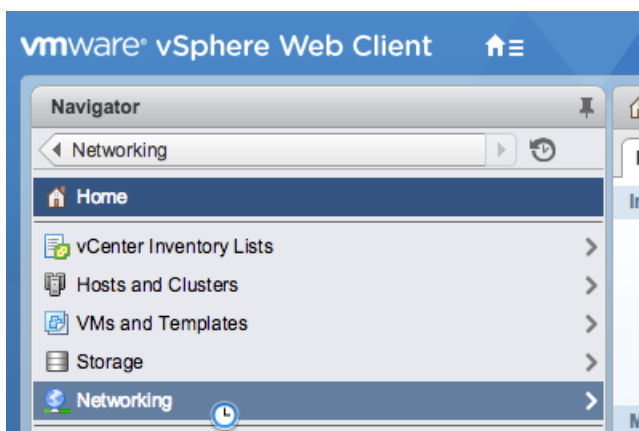 vmware® vSphere Web Client
Navigator
Networking
Home
vCenter Inventory Lists
Hosts and Clusters
VMs and Templates
Storage
Networking